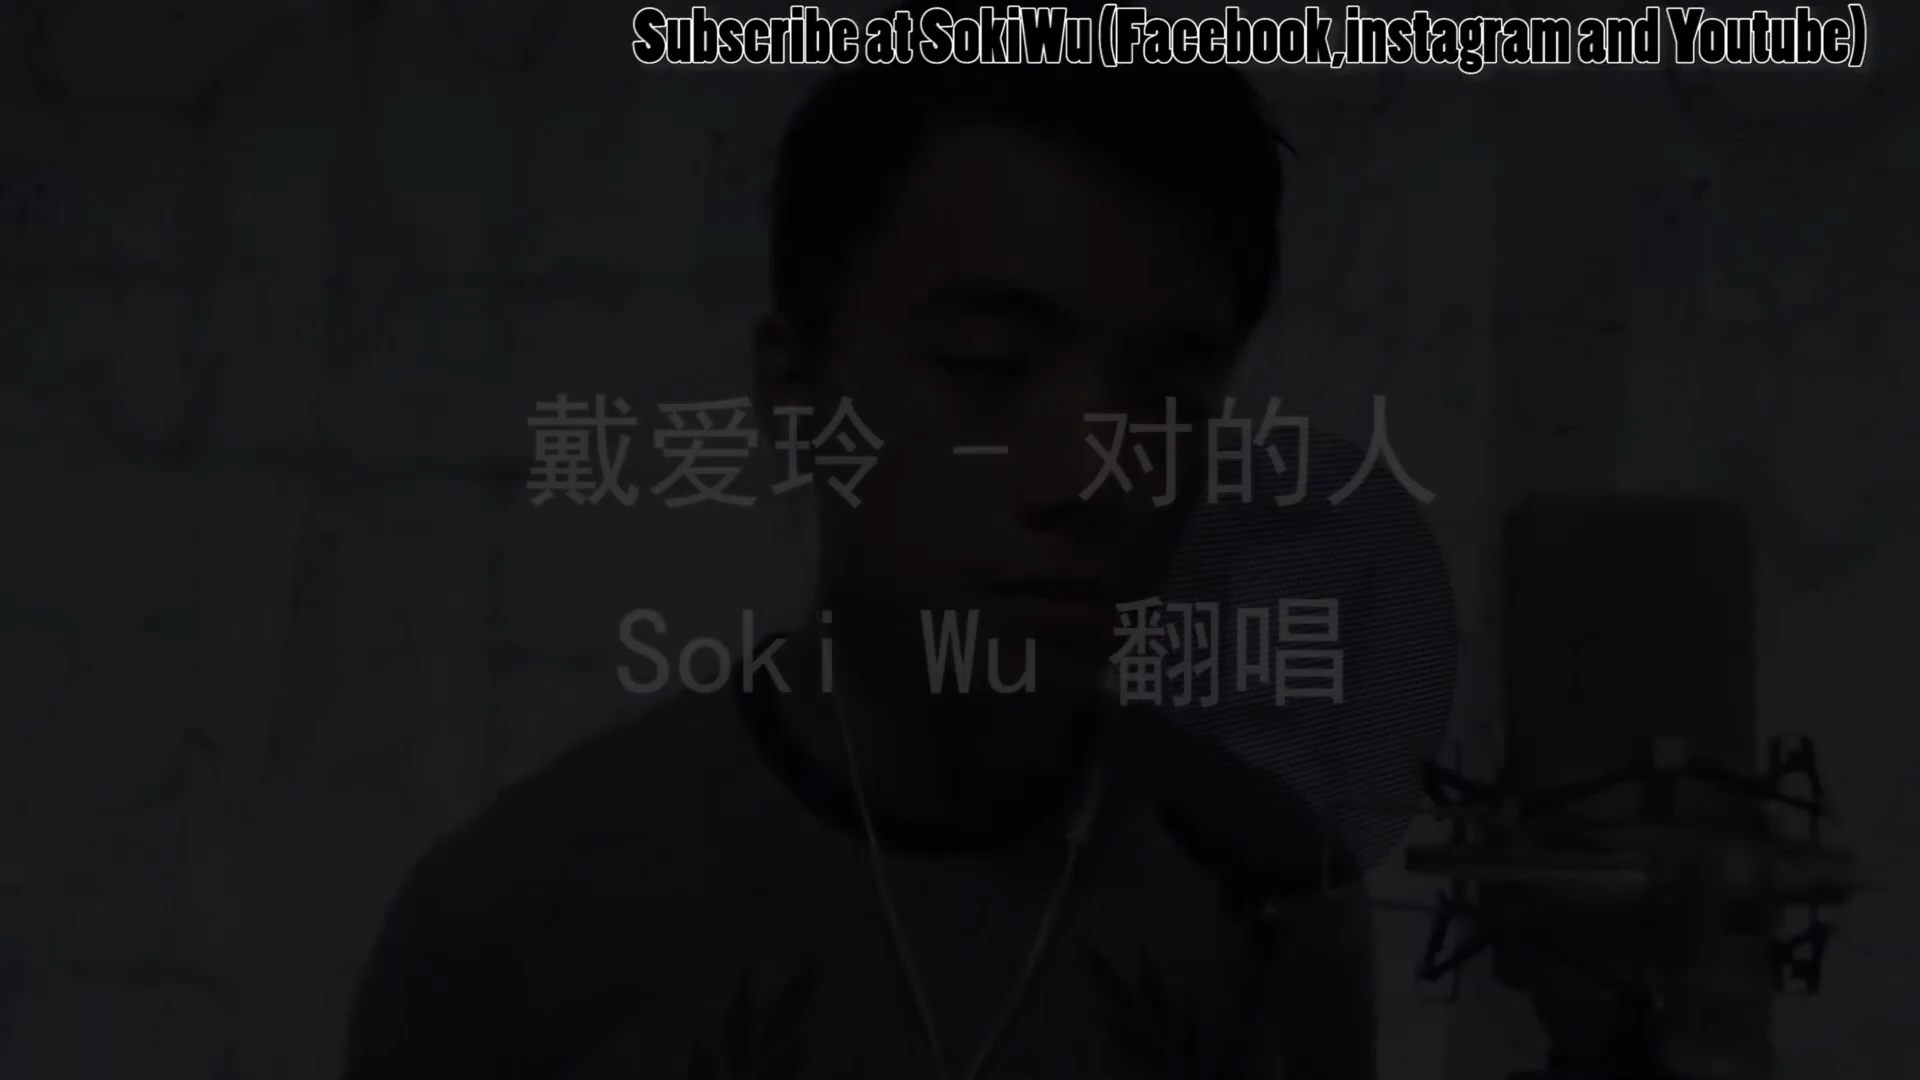 Subscribe at SokiWu (Facebook,instagram and Youtube)
戴爱玲 - 对的人
Soki Wu 翻唱